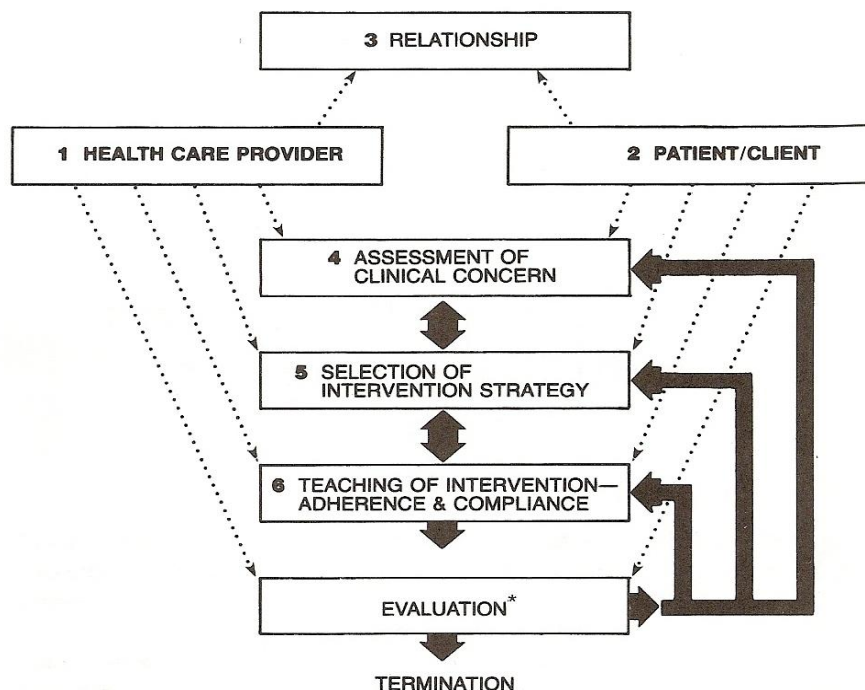 3 RELATIONSHIP
1 HEALTH CARE PROVIDER
2 PATIENT/CLIENT
4 ASSESSMENT OF
CLINICAL CONCERN
5 SELECTION OF
INTERVENTION STRATEGY
6 TEACHING OF INTERVENTION—
ADHERENCE & COMPLIANCE
EVALUATION*
TERMINATION